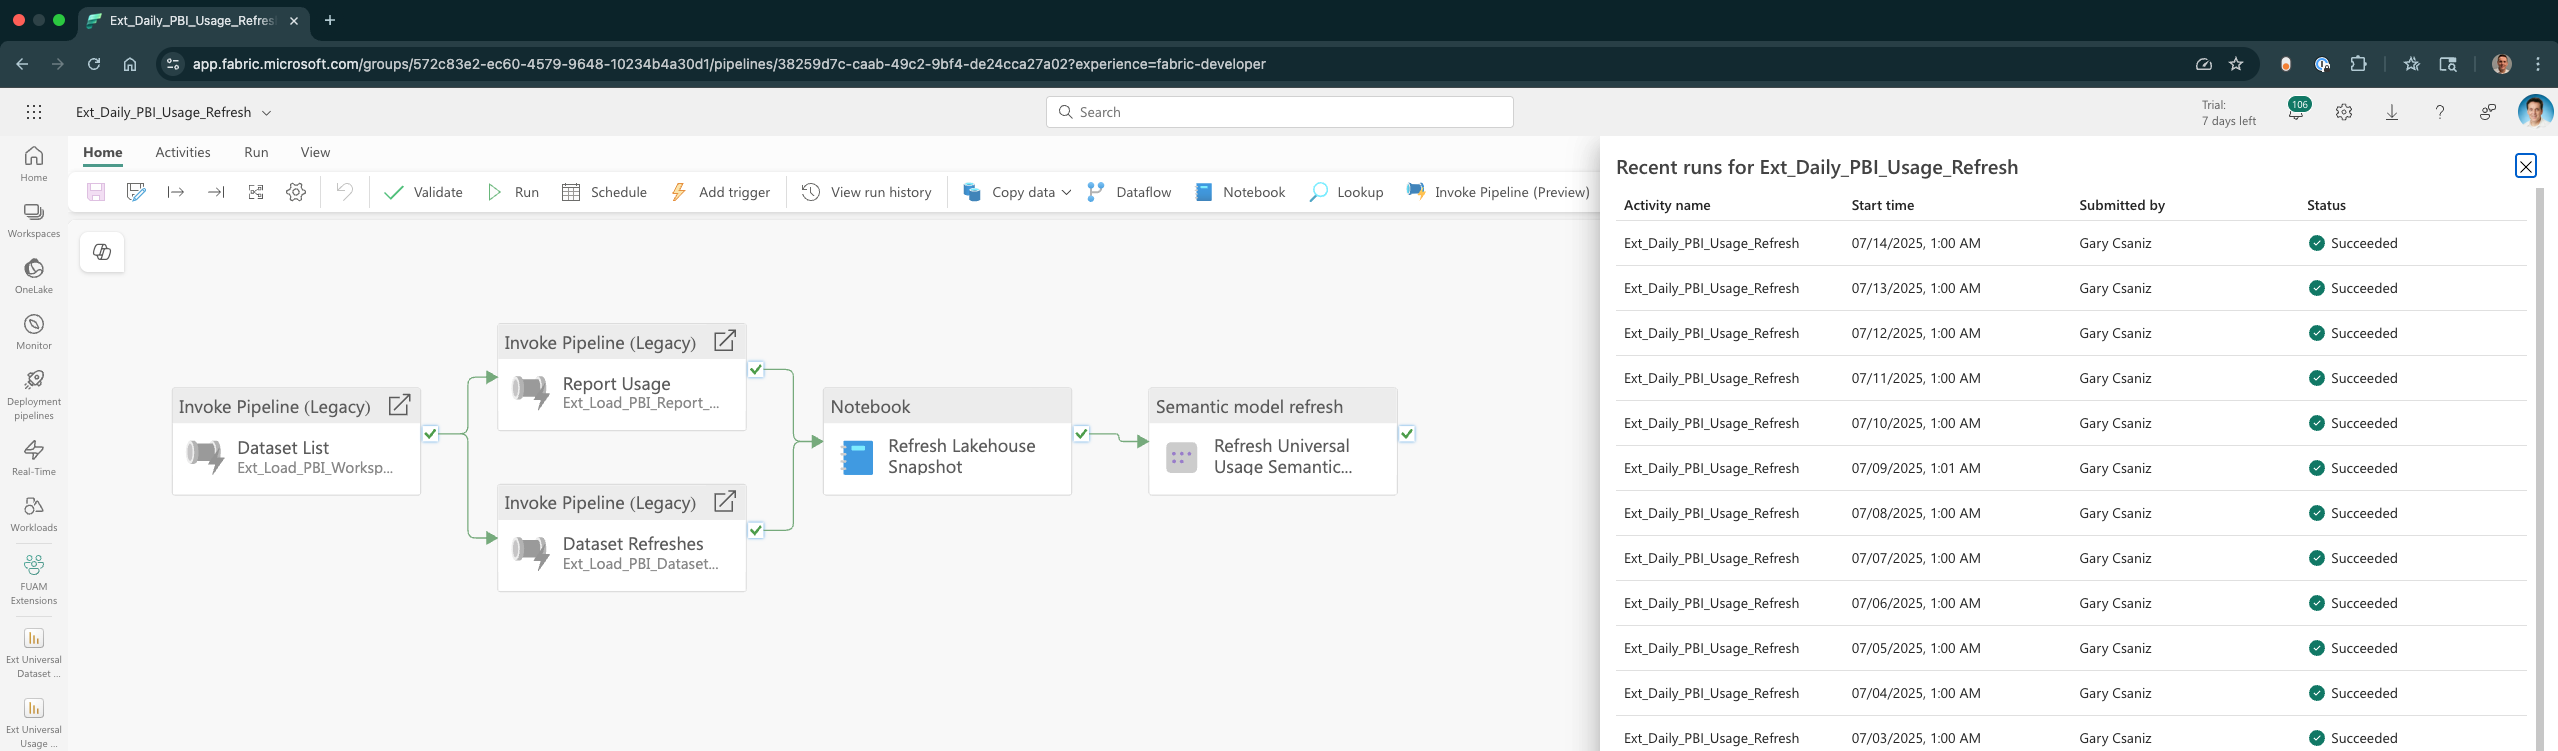 Ext_Daily_PBI_Usage_Refres
app.fabric.microsoft.com/groups/572c83e2-ec60-4579-9648-10234b4a30d1/pipelines/38259d7c-caab-49c2-9bf4-de24cca27a02?experience=fabric-developer
Ext_Daily_PBI_Usage_Refresh
Search
Trial:
7 days left
106
Home
Workspaces
OneLake
Monitor
Deployment
pipelines
Real-Time
Workloads
FUAM
Extensions
Ext Universal
Dataset ...
Ext Universal
Usage ...
Home Activities Run View
Validate Run Schedule Add trigger View run history Copy data Dataflow Notebook Lookup Invoke Pipeline (Preview)
Invoke Pipeline (Legacy)
Dataset List
Ext_Load_PBI_Worksp...
Invoke Pipeline (Legacy)
Report Usage
Ext_Load_PBI_Report_...
Invoke Pipeline (Legacy)
Dataset Refreshes
Ext_Load_PBI_Dataset...
Notebook
Refresh Lakehouse
Snapshot
Semantic model refresh
Refresh Universal
Usage Semantic...
Recent runs for Ext_Daily_PBI_Usage_Refresh
Activity name Start time Submitted by Status
Ext_Daily_PBI_Usage_Refresh 07/14/2025, 1:00 AM Gary Csaniz Succeeded
Ext_Daily_PBI_Usage_Refresh 07/13/2025, 1:00 AM Gary Csaniz Succeeded
Ext_Daily_PBI_Usage_Refresh 07/12/2025, 1:00 AM Gary Csaniz Succeeded
Ext_Daily_PBI_Usage_Refresh 07/11/2025, 1:00 AM Gary Csaniz Succeeded
Ext_Daily_PBI_Usage_Refresh 07/10/2025, 1:00 AM Gary Csaniz Succeeded
Ext_Daily_PBI_Usage_Refresh 07/09/2025, 1:01 AM Gary Csaniz Succeeded
Ext_Daily_PBI_Usage_Refresh 07/08/2025, 1:00 AM Gary Csaniz Succeeded
Ext_Daily_PBI_Usage_Refresh 07/07/2025, 1:00 AM Gary Csaniz Succeeded
Ext_Daily_PBI_Usage_Refresh 07/06/2025, 1:00 AM Gary Csaniz Succeeded
Ext_Daily_PBI_Usage_Refresh 07/05/2025, 1:00 AM Gary Csaniz Succeeded
Ext_Daily_PBI_Usage_Refresh 07/04/2025, 1:00 AM Gary Csaniz Succeeded
Ext_Daily_PBI_Usage_Refresh 07/03/2025, 1:00 AM Gary Csaniz Succeeded